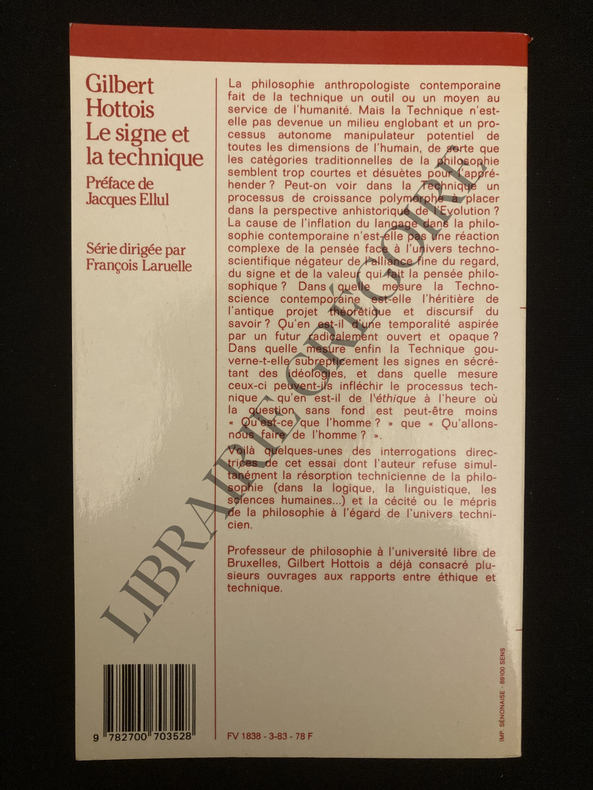 Gilbert
Hottois
Le signe et
la technique
Préface de
Jacques Ellul
Série dirigée par
François Laruelle
La philosophie anthropologiste contemporaine
fait de la technique un outil ou un moyen au
service de l'humanité. Mais la Technique n'est-
elle pas devenue un milieu englobant et un pro-
cessus autonome manipulateur potentiel de
toutes les dimensions de l'humain, de sorte que
les catégories traditionnelles de la philosophie
semblent trop courtes et désuètes pour l'appré-
hender ? Peut-on voir dans la Technique un
processus de croissance polymorphe à placer
dans la perspective anhistorique de l'Evolution ?
La cause de l'inflation du langage dans la philo-
sophie contemporaine n'est-elle pas une réaction
complexe de la pensée face à l'univers techno-
scientifique négateur de l'alliance fine du regard,
du signe et de la valeur qui fait la pensée philo-
sophique ? Dans quelle mesure la Techno-
science contemporaine est-elle l'héritière de
l'antique projet théorétique et discursif du
savoir ? Qu'en est-il d'une temporalité aspirée
par un futur radicalement ouvert et opaque ?
Dans quelle mesure enfin la Technique gou-
verne-t-elle subrepticement les signes en sécré-
tant des idéologies, et dans quelle mesure
ceux-ci peuvent-ils infléchir le processus tech-
nique : qu'en est-il de l'éthique à l'heure où
la question sans fond est peut-être moins
« Qu'est-ce que l'homme ? » que « Qu'allons-
nous faire de l'homme ? ».
Voilà quelques-unes des interrogations direc-
trices de cet essai dont l'auteur refuse simul-
tanément la résorption technicienne de la philo-
sophie (dans la logique, la linguistique, les
sciences humaines...) et la cécité ou le mépris
de la philosophie à l'égard de l'univers techni-
cien.
Professeur de philosophie à l'université libre de
Bruxelles, Gilbert Hottois a déjà consacré plu-
sieurs ouvrages aux rapports entre éthique et
technique.
LIBRAIRIE GRÉGOIRE
9 782700 703528
FV 1838 - 3-83 - 78 F
IMP. SÉNONAISE - 89100 SENS